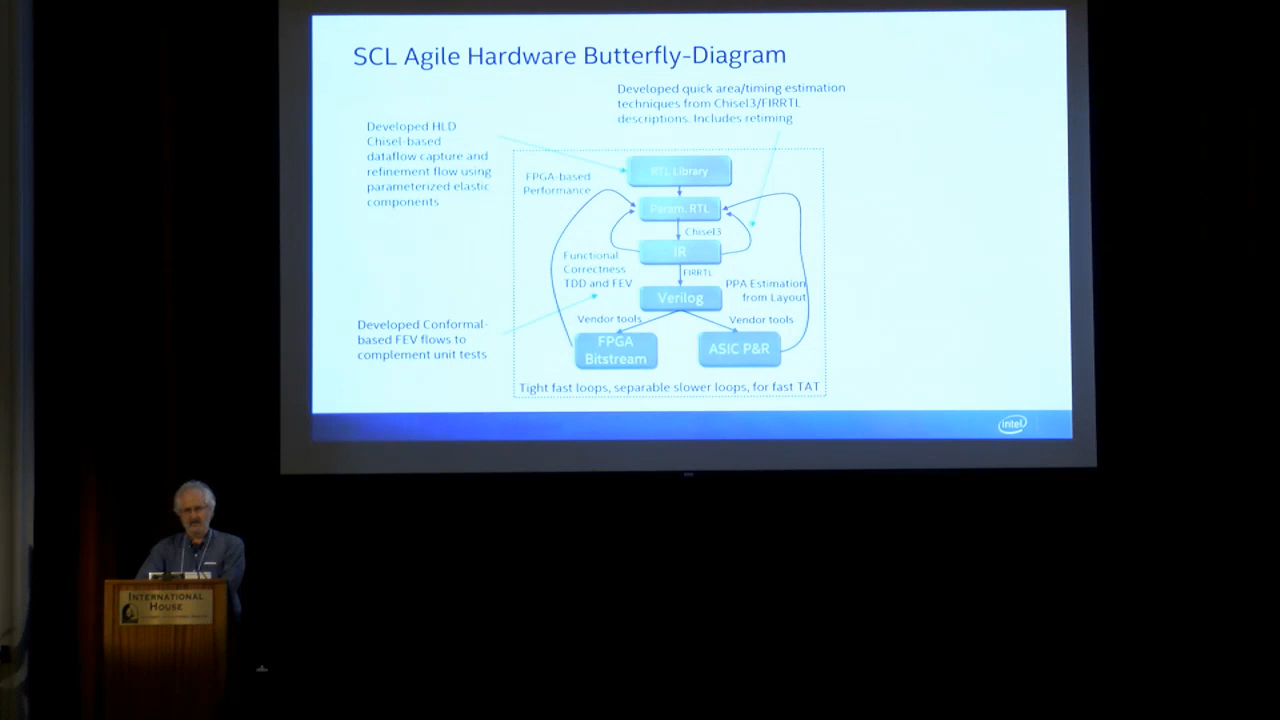 SCL Agile Hardware Butterfly-Diagram
Developed quick area/timing estimation
techniques from Chisel3/FIRRTL
descriptions. Includes retiming
Developed HLD
Chisel-based
dataflow capture and
refinement flow using
parameterized elastic
components
FPGA-based
Performance
RTL Library
Param. RTL
Chisel3
IR
Functional
Correctness
TDD and FEV
FIRRTL
PPA Estimation
from Layout
Verilog
Developed Conformal-
based FEV flows to
complement unit tests
Vendor tools
Vendor tools
FPGA
Bitstream
ASIC P&R
Tight fast loops, separable slower loops, for fast TAT
intel
INTERNATIONAL
HOUSE